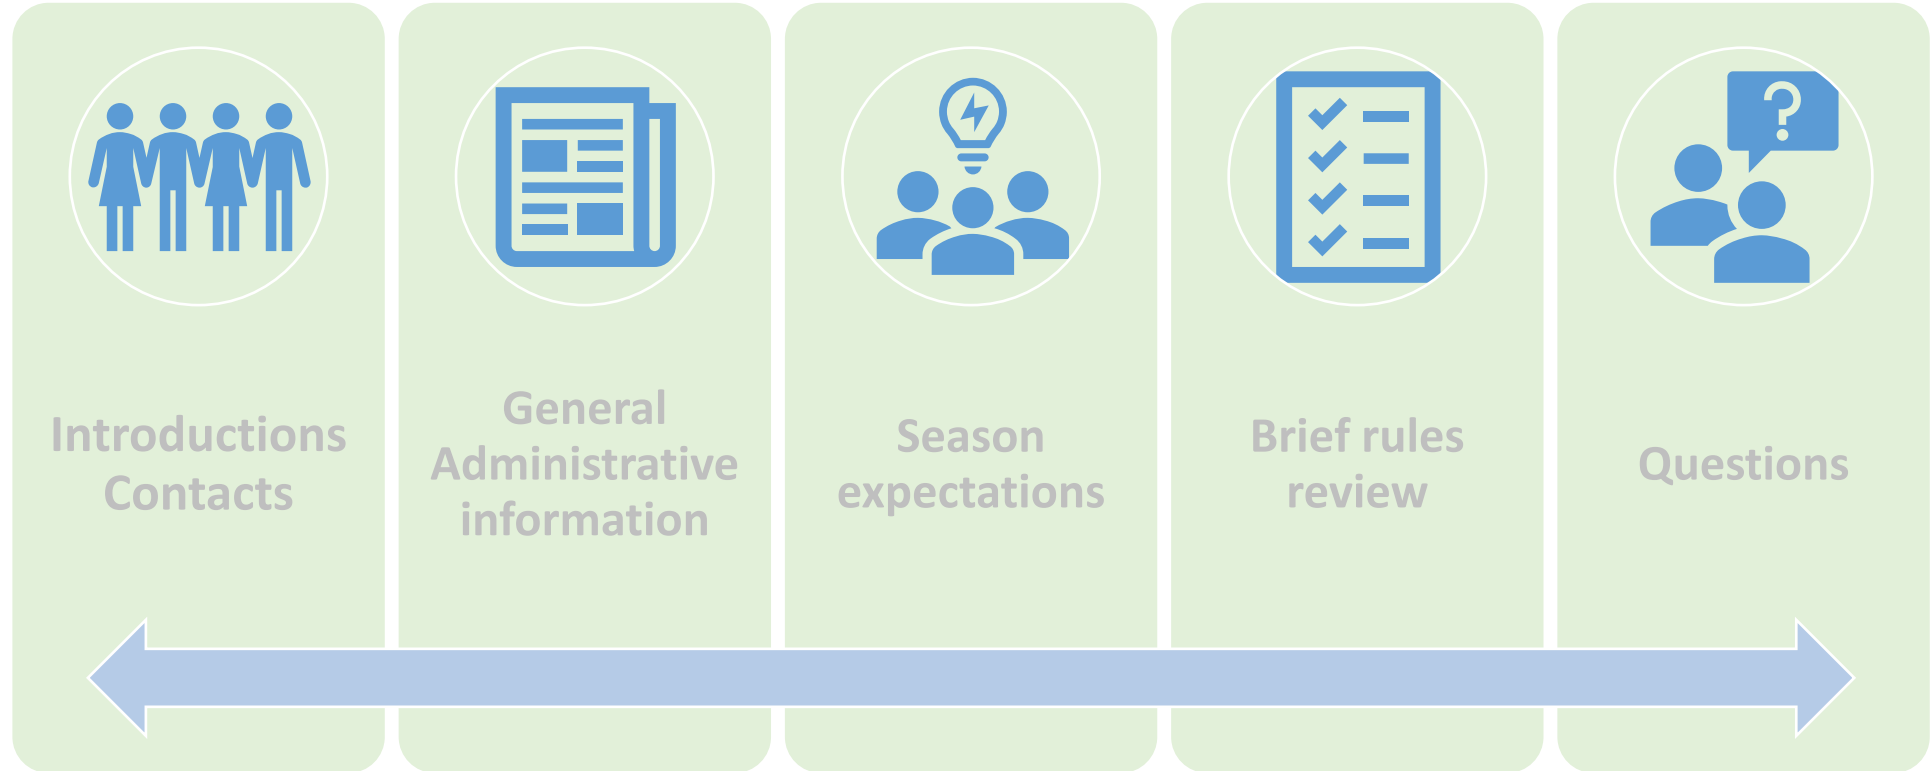 Introductions
Contacts
General
Administrative
information
Season
expectations
Brief rules
review
?
Questions